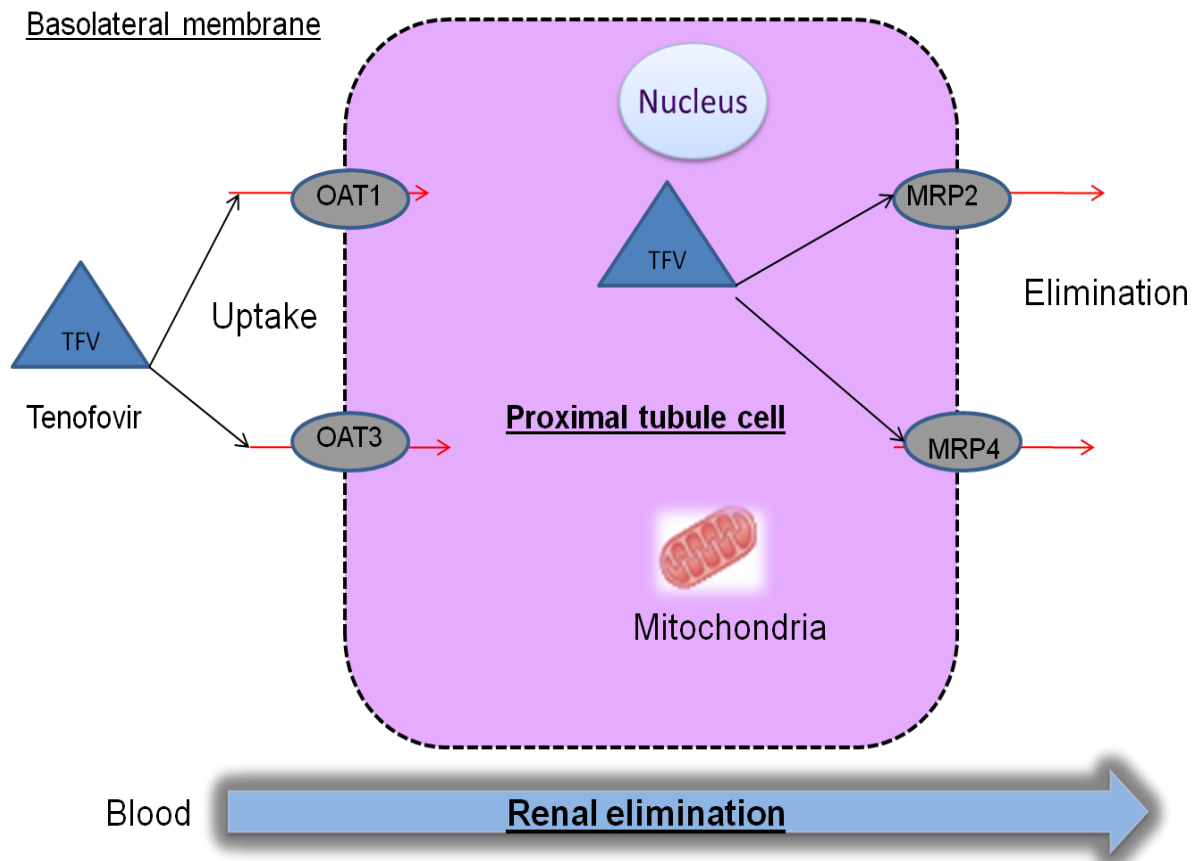 Basolateral membrane
Nucleus
OAT1
MRP2
TFV
Elimination
Uptake
TFV
Tenofovir
Proximal tubule cell
OAT3
MRP4
Mitochondria
Blood
Renal elimination